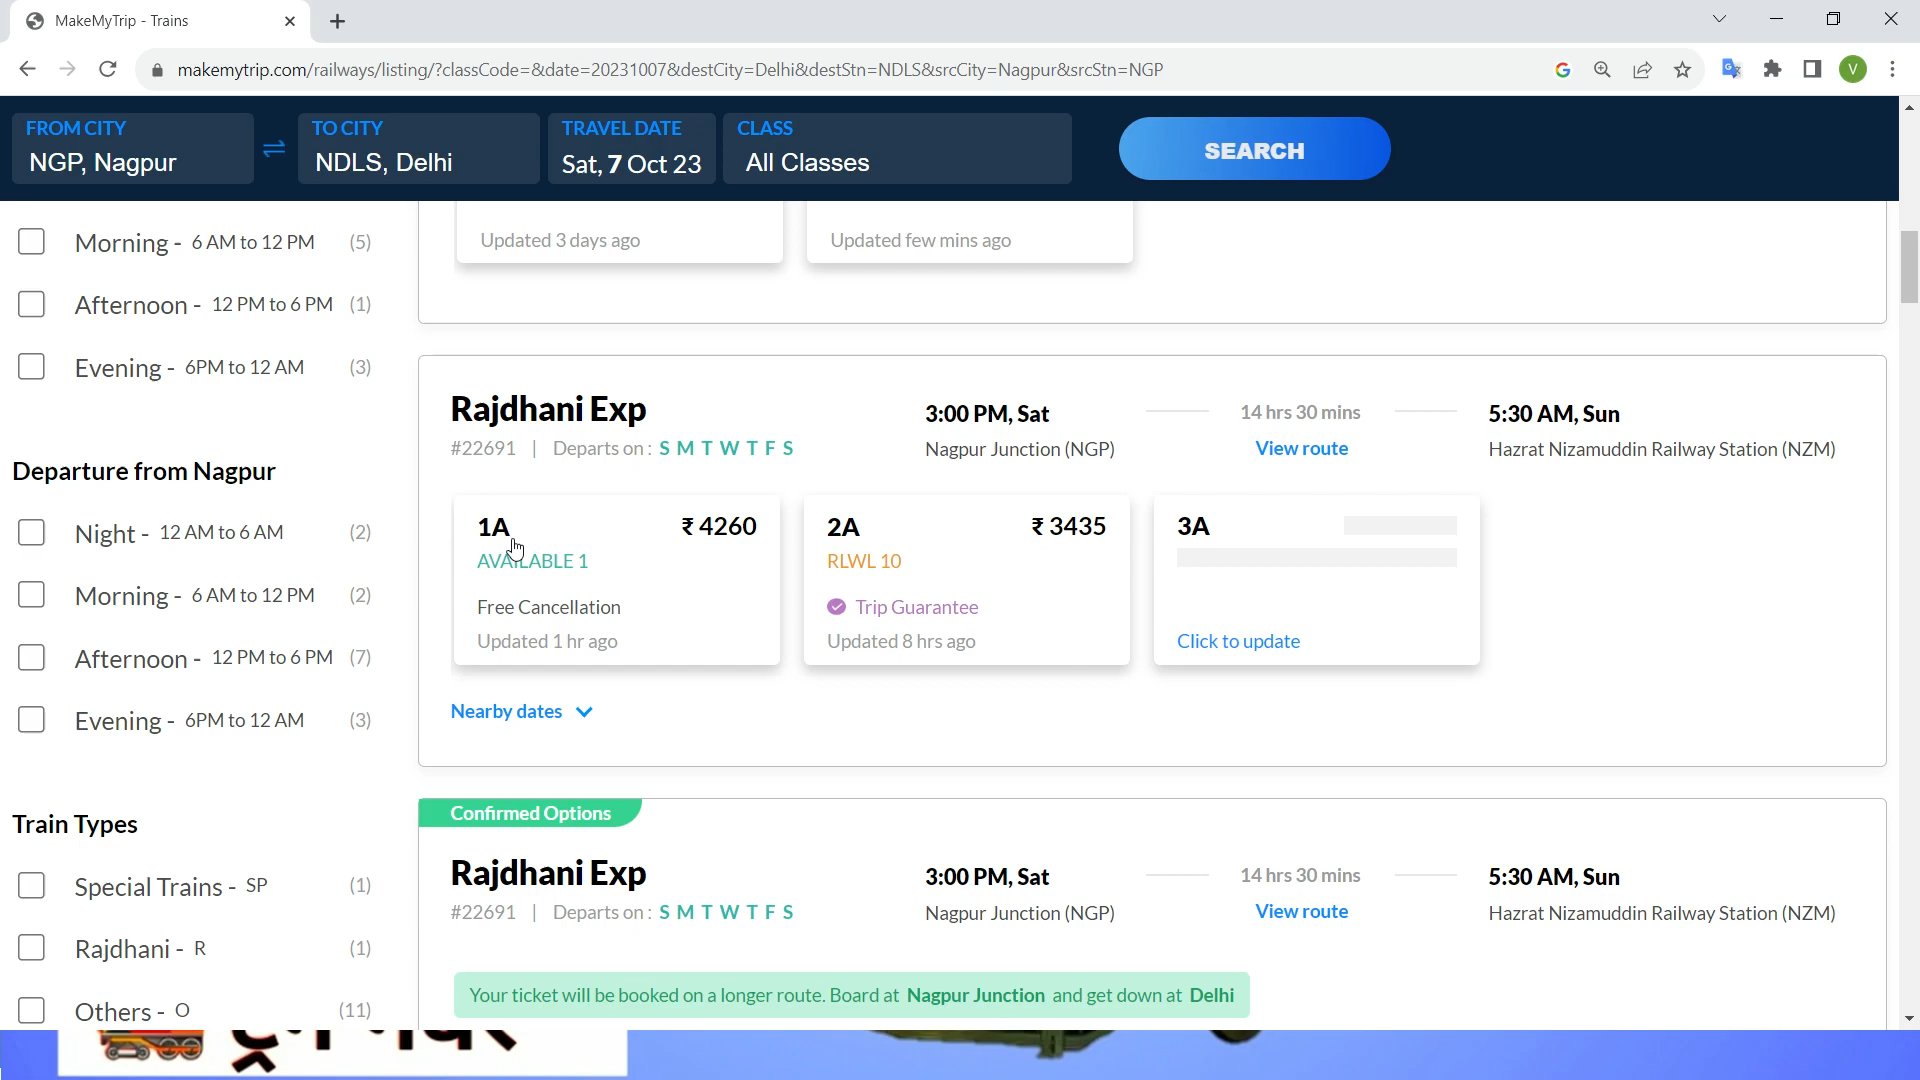 MakeMyTrip - Trains
makemytrip.com/railways/listing/?classCode=&date=20231007&destCity=Delhi&destStn=NDLS&srcCity=Nagpur&srcStn=NGP
V
FROM CITY
NGP, Nagpur
TO CITY
NDLS, Delhi
TRAVEL DATE
Sat, 7 Oct 23
CLASS
All Classes
SEARCH
Morning - 6 AM to 12 PM (5)
Afternoon - 12 PM to 6 PM (1)
Evening - 6PM to 12 AM (3)
Departure from Nagpur
Night - 12 AM to 6 AM (2)
Morning - 6 AM to 12 PM (2)
Afternoon - 12 PM to 6 PM (7)
Evening - 6PM to 12 AM (3)
Train Types
Special Trains - SP (1)
Rajdhani - R (1)
Others - O (11)
Updated 3 days ago
Updated few mins ago
Rajdhani Exp
#22691 | Departs on : S M T W T F S
3:00 PM, Sat
Nagpur Junction (NGP)
14 hrs 30 mins
View route
5:30 AM, Sun
Hazrat Nizamuddin Railway Station (NZM)
1A ₹ 4260
AVAILABLE 1
Free Cancellation
Updated 1 hr ago
2A ₹ 3435
RLWL 10
Trip Guarantee
Updated 8 hrs ago
3A
Click to update
Nearby dates
Confirmed Options
Rajdhani Exp
#22691 | Departs on : S M T W T F S
3:00 PM, Sat
Nagpur Junction (NGP)
14 hrs 30 mins
View route
5:30 AM, Sun
Hazrat Nizamuddin Railway Station (NZM)
Your ticket will be booked on a longer route. Board at Nagpur Junction and get down at Delhi